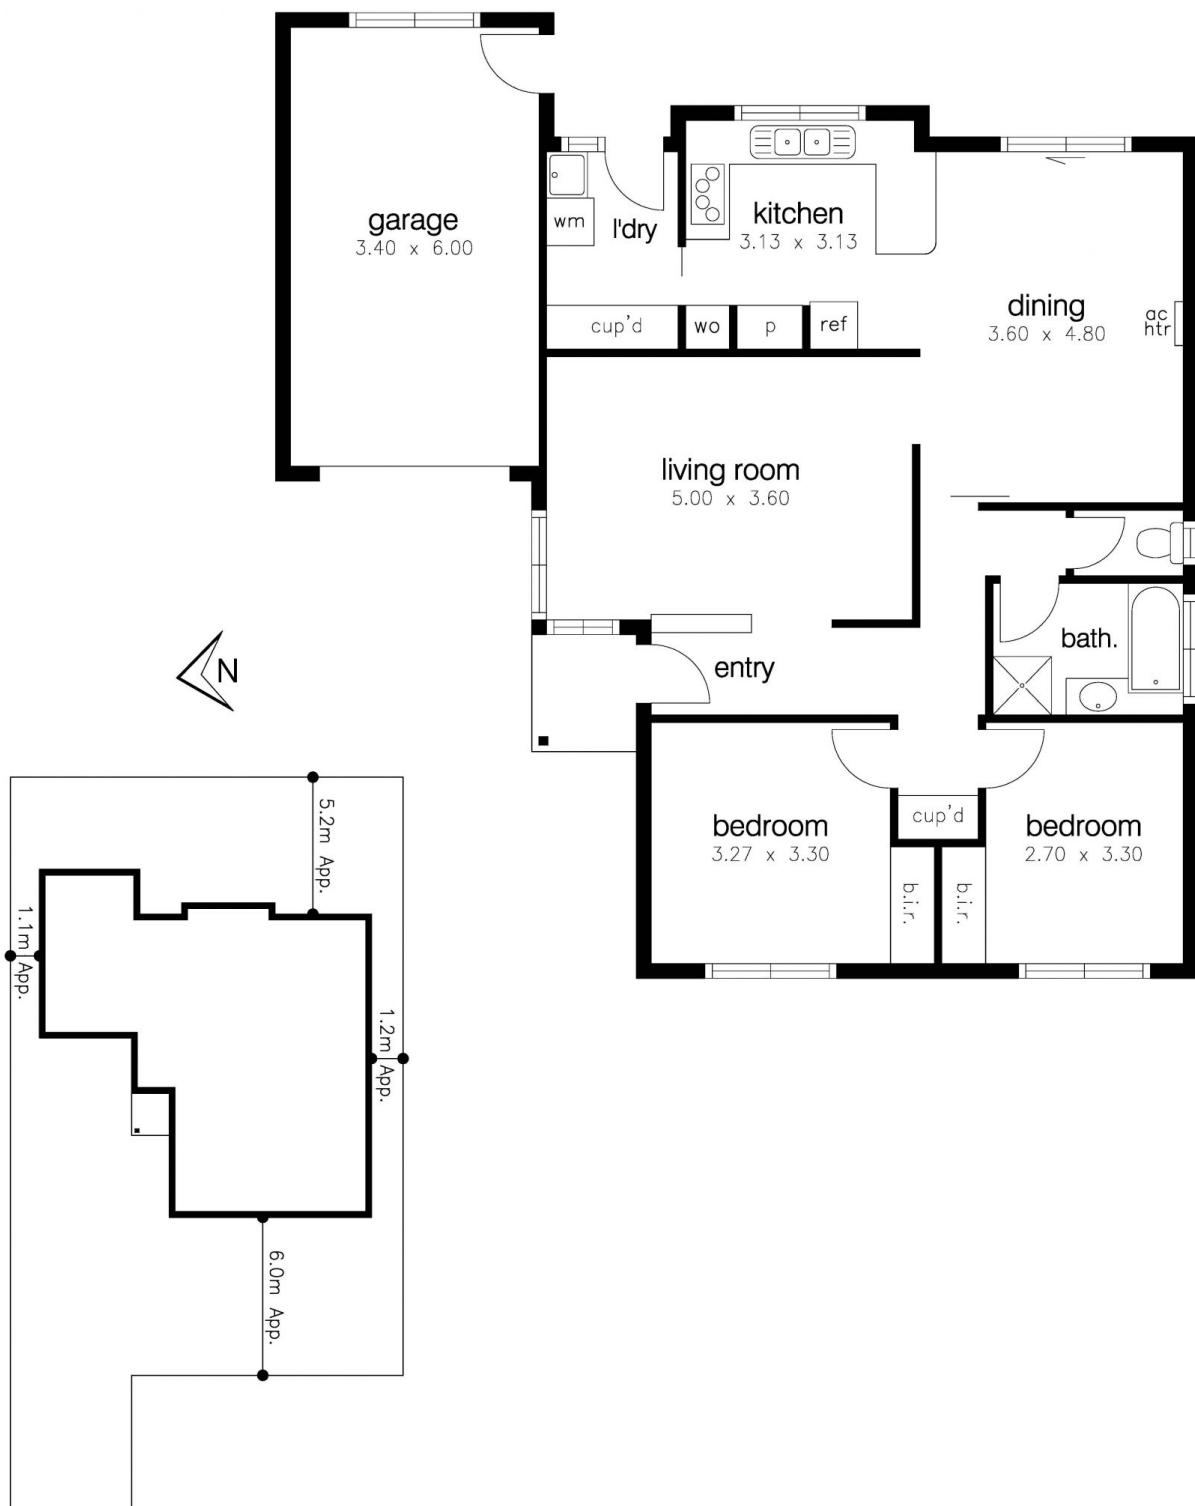 garage
3.40 x 6.00
wm
l'dry
kitchen
3.13 x 3.13
cup'd
wo
p
ref
dining
3.60 x 4.80
ac
htr
living room
5.00 x 3.60
entry
bath.
N
bedroom
3.27 x 3.30
cup'd
bedroom
2.70 x 3.30
b.i.r.
b.i.r.
5.2m App.
1.1m App.
1.2m App.
6.0m App.